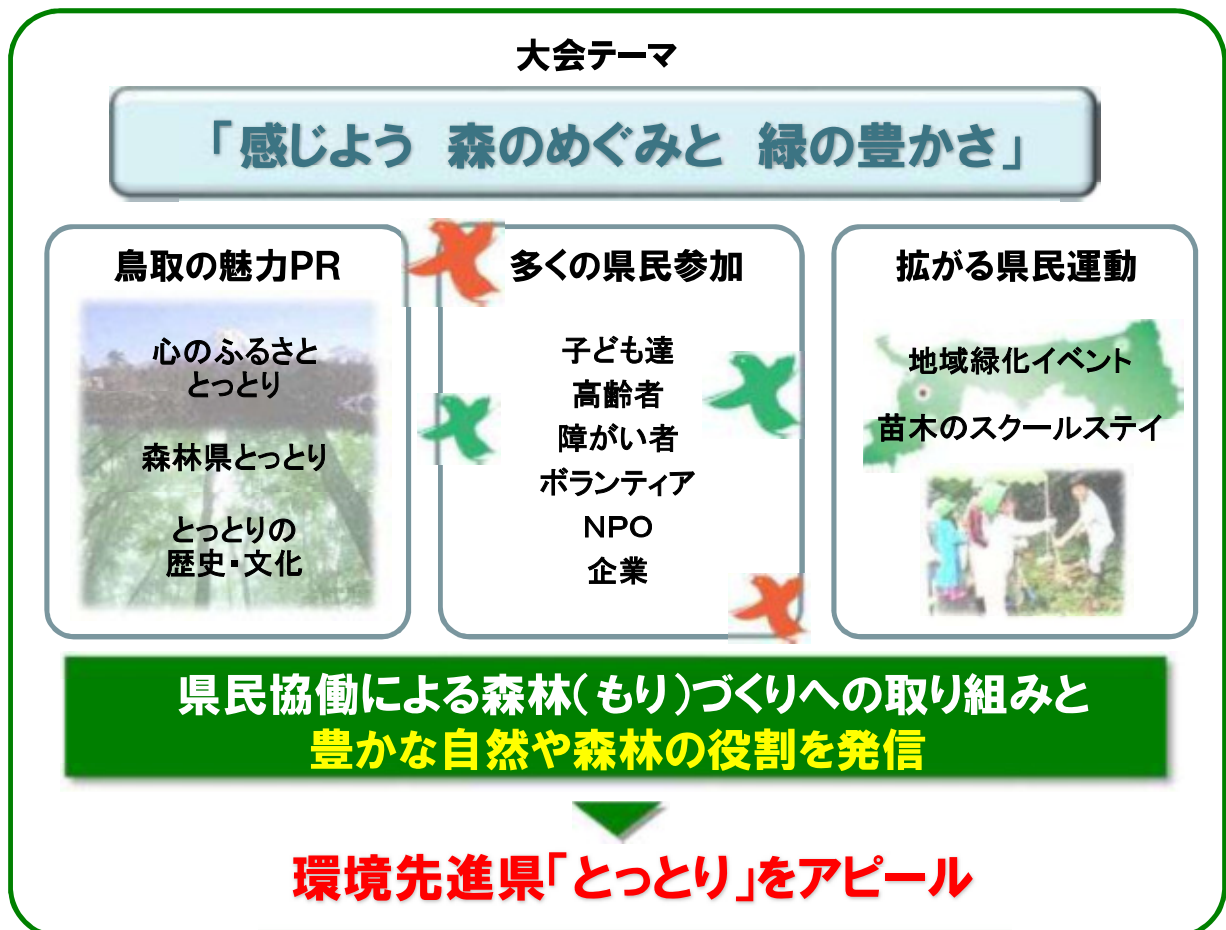 大会テーマ
「感じよう　森のめぐみと　緑の豊かさ」
鳥取の魅力PR
心のふるさと
とっとり
森林県とっとり
とっとりの
歴史・文化
多くの県民参加
子ども達
高齢者
障がい者
ボランティア
NPO
企業
拡がる県民運動
地域緑化イベント
苗木のスクールステイ
県民協働による森林(もり)づくりへの取り組みと
豊かな自然や森林の役割を発信
環境先進県「とっとり」をアピール